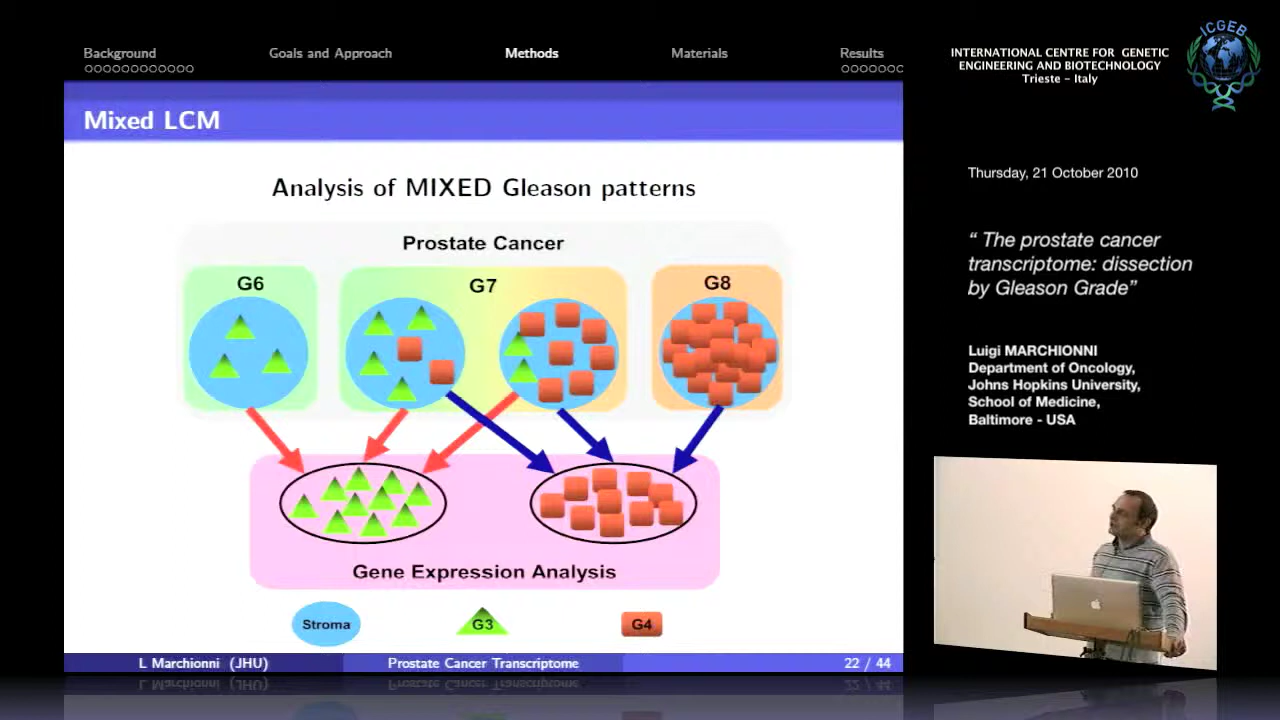 Background
Goals and Approach
Methods
Materials
Results
Mixed LCM
Analysis of MIXED Gleason patterns
Prostate Cancer
G6
G7
G8
Gene Expression Analysis
Stroma
G3
G4
L Marchionni (JHU)
Prostate Cancer Transcriptome
22 / 44
ICGEB
INTERNATIONAL CENTRE FOR GENETIC
ENGINEERING AND BIOTECHNOLOGY
Trieste - Italy
Thursday, 21 October 2010
“ The prostate cancer
transcriptome: dissection
by Gleason Grade”
Luigi MARCHIONNI
Department of Oncology,
Johns Hopkins University,
School of Medicine,
Baltimore - USA